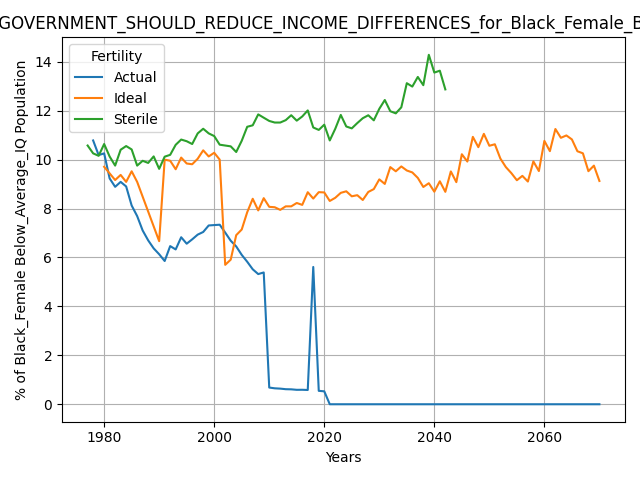 GOVERNMENT_SHOULD_REDUCE_INCOME_DIFFERENCES_for_Black_Female_B
Fertility
Actual
Ideal
Sterile
% of Black_Female Below_Average_IQ Population
14
12
10
8
6
4
2
0
1980 2000 2020 2040 2060
Years